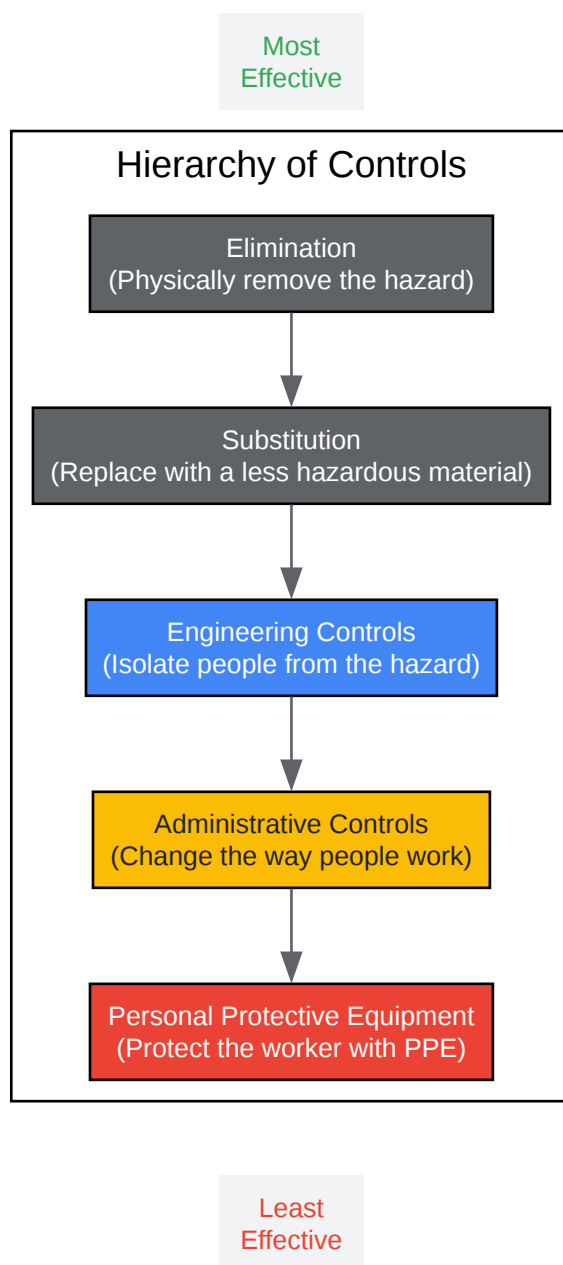 Most
Effective
Hierarchy of Controls
Elimination
(Physically remove the hazard)
Substitution
(Replace with a less hazardous material)
Engineering Controls
(Isolate people from the hazard)
Administrative Controls
(Change the way people work)
Personal Protective Equipment
(Protect the worker with PPE)
Least
Effective